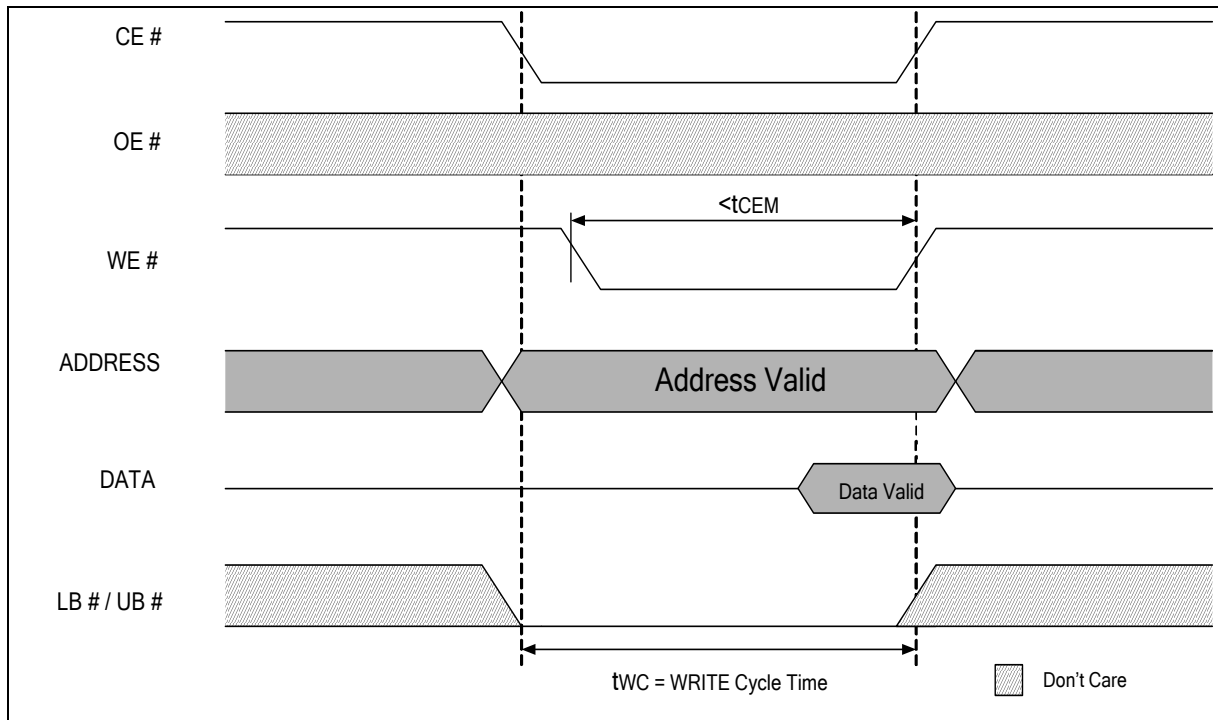 CE #
OE #
<tCEM
WE #
ADDRESS
Address Valid
DATA
Data Valid
LB # / UB #
tWC = WRITE Cycle Time
Don't Care